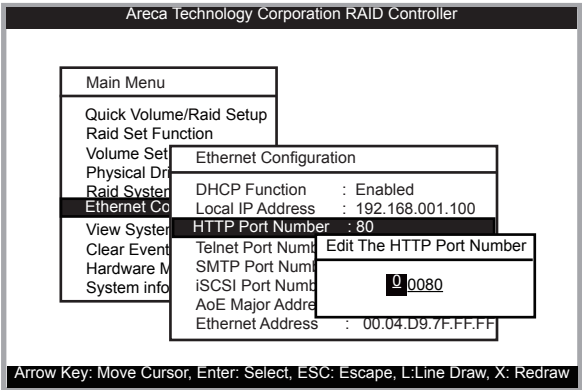 Areca Technology Corporation RAID Controller
Main Menu
Quick Volume/Raid Setup
Raid Set Function
Volume Set
Physical Dri
Raid System
Ethernet Co
View System
Clear Event
Hardware M
System info
Ethernet Configuration
DHCP Function : Enabled
Local IP Address : 192.168.001.100
HTTP Port Number : 80
Telnet Port Numb
SMTP Port Numb
iSCSI Port Numb
AoE Major Addre
Ethernet Address : 00.04.D9.7F.FF.FF
Edit The HTTP Port Number
0 0080
Arrow Key: Move Cursor, Enter: Select, ESC: Escape, L:Line Draw, X: Redraw